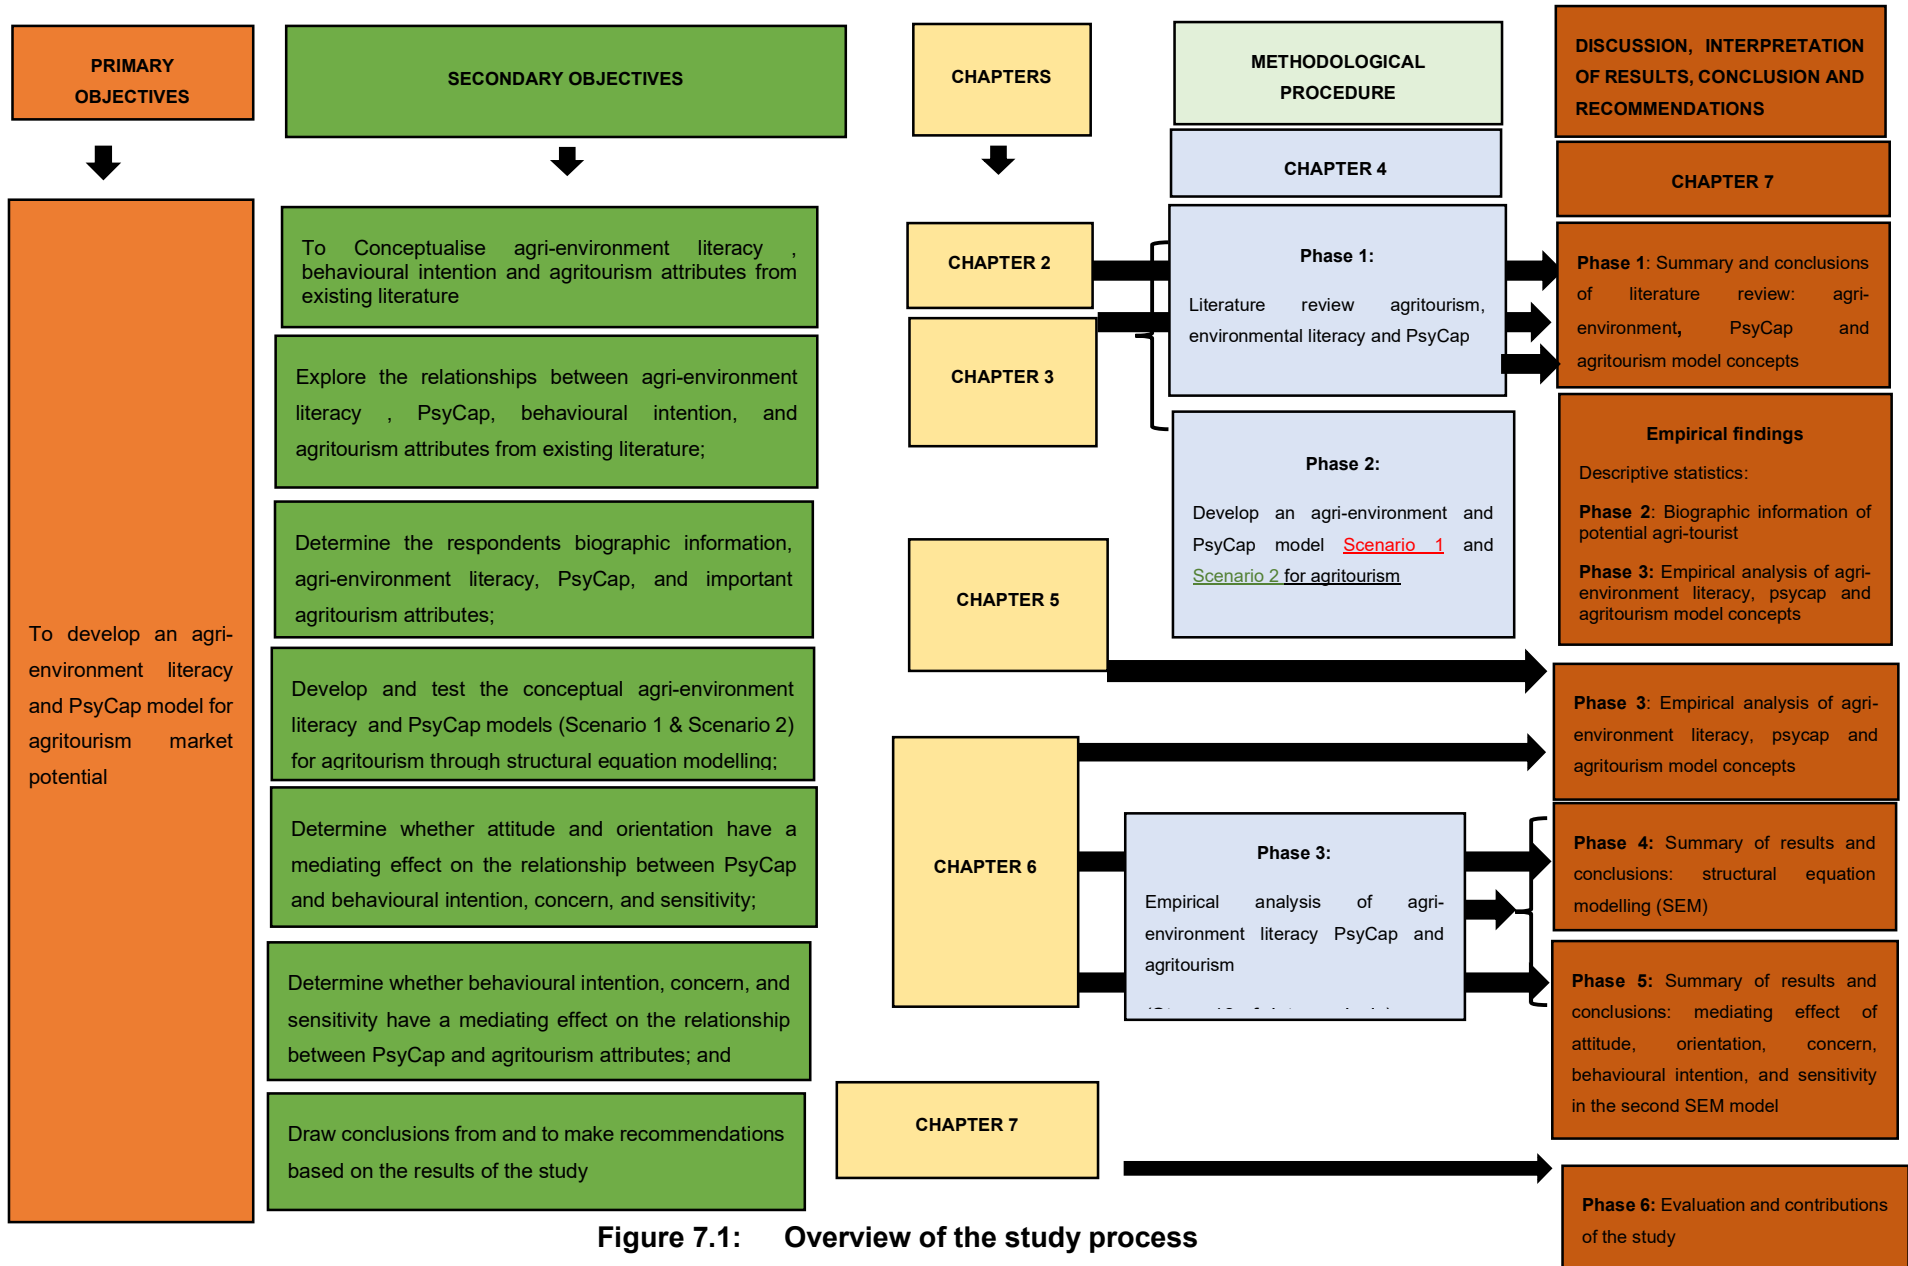 PRIMARY
OBJECTIVES
To develop an agri-
environment literacy
and PsyCap model for
agritourism market
potential
SECONDARY OBJECTIVES
To Conceptualise agri-environment literacy ,
behavioural intention and agritourism attributes from
existing literature
Explore the relationships between agri-environment
literacy , PsyCap, behavioural intention, and
agritourism attributes from existing literature;
Determine the respondents biographic information,
agri-environment literacy, PsyCap, and important
agritourism attributes;
Develop and test the conceptual agri-environment
literacy and PsyCap models (Scenario 1 & Scenario 2)
for agritourism through structural equation modelling;
Determine whether attitude and orientation have a
mediating effect on the relationship between PsyCap
and behavioural intention, concern, and sensitivity;
Determine whether behavioural intention, concern, and
sensitivity have a mediating effect on the relationship
between PsyCap and agritourism attributes; and
Draw conclusions from and to make recommendations
based on the results of the study
CHAPTERS
CHAPTER 2
CHAPTER 3
CHAPTER 5
CHAPTER 6
CHAPTER 7
METHODOLOGICAL
PROCEDURE
CHAPTER 4
Phase 1:
Literature review agritourism,
environmental literacy and PsyCap
Phase 2:
Develop an agri-environment and
PsyCap model Scenario 1 and
Scenario 2 for agritourism
Phase 3:
Empirical analysis of agri-
environment literacy PsyCap and
agritourism
DISCUSSION, INTERPRETATION
OF RESULTS, CONCLUSION AND
RECOMMENDATIONS
CHAPTER 7
Phase 1: Summary and conclusions
of literature review: agri-
environment, PsyCap and
agritourism model concepts
Empirical findings
Descriptive statistics:
Phase 2: Biographic information of
potential agri-tourist
Phase 3: Empirical analysis of agri-
environment literacy, psycap and
agritourism model concepts
Phase 3: Empirical analysis of agri-
environment literacy, psycap and
agritourism model concepts
Phase 4: Summary of results and
conclusions: structural equation
modelling (SEM)
Phase 5: Summary of results and
conclusions: mediating effect of
attitude, orientation, concern,
behavioural intention, and sensitivity
in the second SEM model
Phase 6: Evaluation and contributions
of the study
Figure 7.1: Overview of the study process